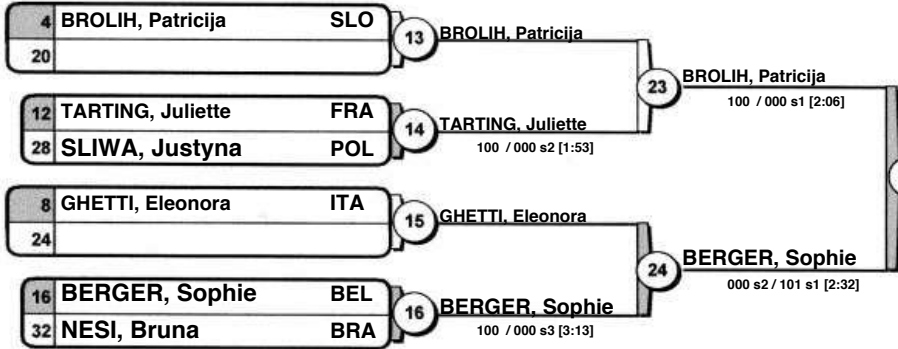 4 BROLIH, Patricija SLO
20
13
BROLIH, Patricija
12 TARTING, Juliette FRA
28 SLIWA, Justyna POL
14
TARTING, Juliette
100 / 000 s2 [1:53]
23
BROLIH, Patricija
100 / 000 s1 [2:06]
8 GHETTI, Eleonora ITA
24
15
GHETTI, Eleonora
16 BERGER, Sophie BEL
32 NESI, Bruna BRA
16
BERGER, Sophie
100 / 000 s3 [3:13]
24
BERGER, Sophie
000 s2 / 101 s1 [2:32]